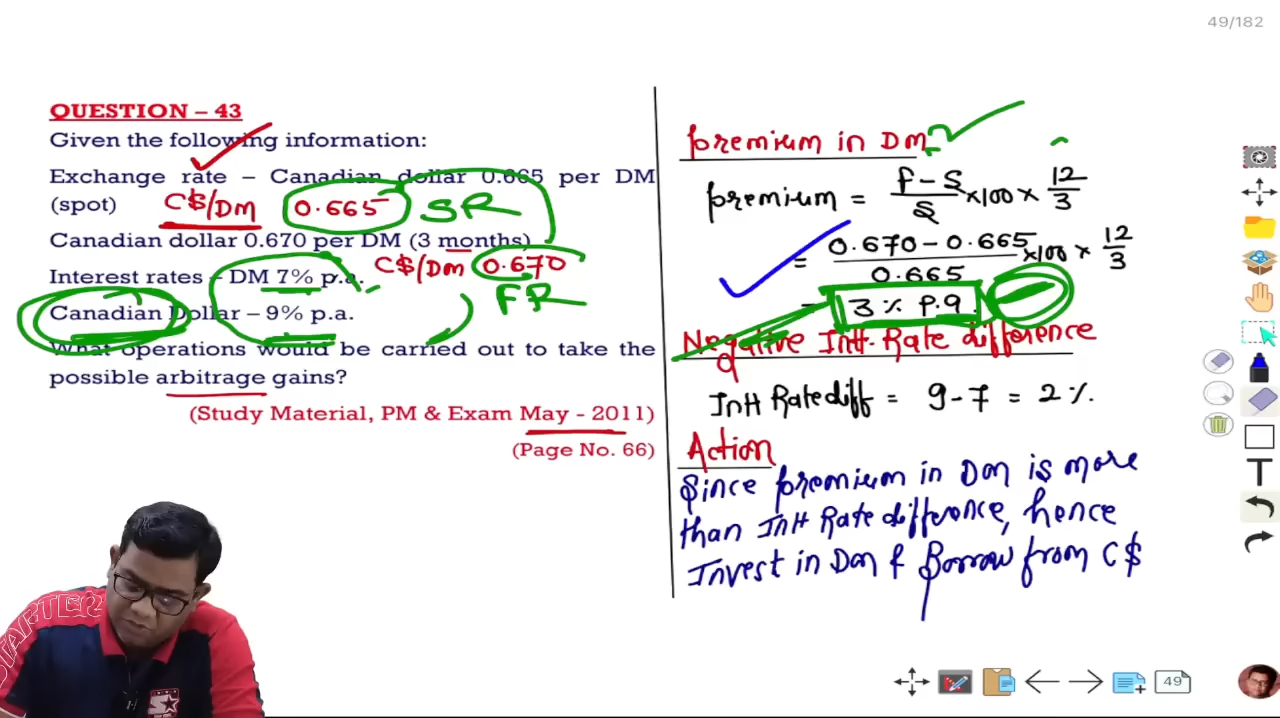 49/182
QUESTION – 43
Given the following information:
Exchange rate – Canadian dollar 0.665 per DM
(spot) C$/Dm 0.665 SR
Canadian dollar 0.670 per DM (3 months)
C$/Dm 0.670
Interest rates – DM 7% p.a.
FR
Canadian Dollar – 9% p.a.
What operations would be carried out to take the
possible arbitrage gains?
(Study Material, PM & Exam May - 2011)
(Page No. 66)
premium in Dm
premium = F-S/S ×100 × 12/3
= 0.670-0.665/0.665 ×100 × 12/3
= 3% P.a
Negative Intt. Rate difference
Intt Rate diff = 9-7 = 2%.
Action
Since premium in Dm is more
than Intt Rate difference, hence
Invest in Dm & Borrow from C$
STARTER
T
49